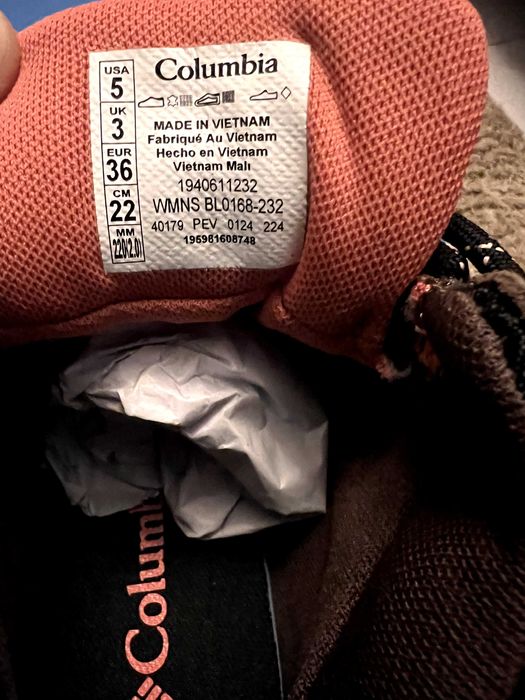 USA
5
UK
3
EUR
36
CM
22
MM
220(2.0)
Columbia
MADE IN VIETNAM
Fabriqué Au Vietnam
Hecho en Vietnam
Vietnam Malı
1940611232
WMNS BL0168-232
40179 PEV 0124 224
195981608748
Columbia